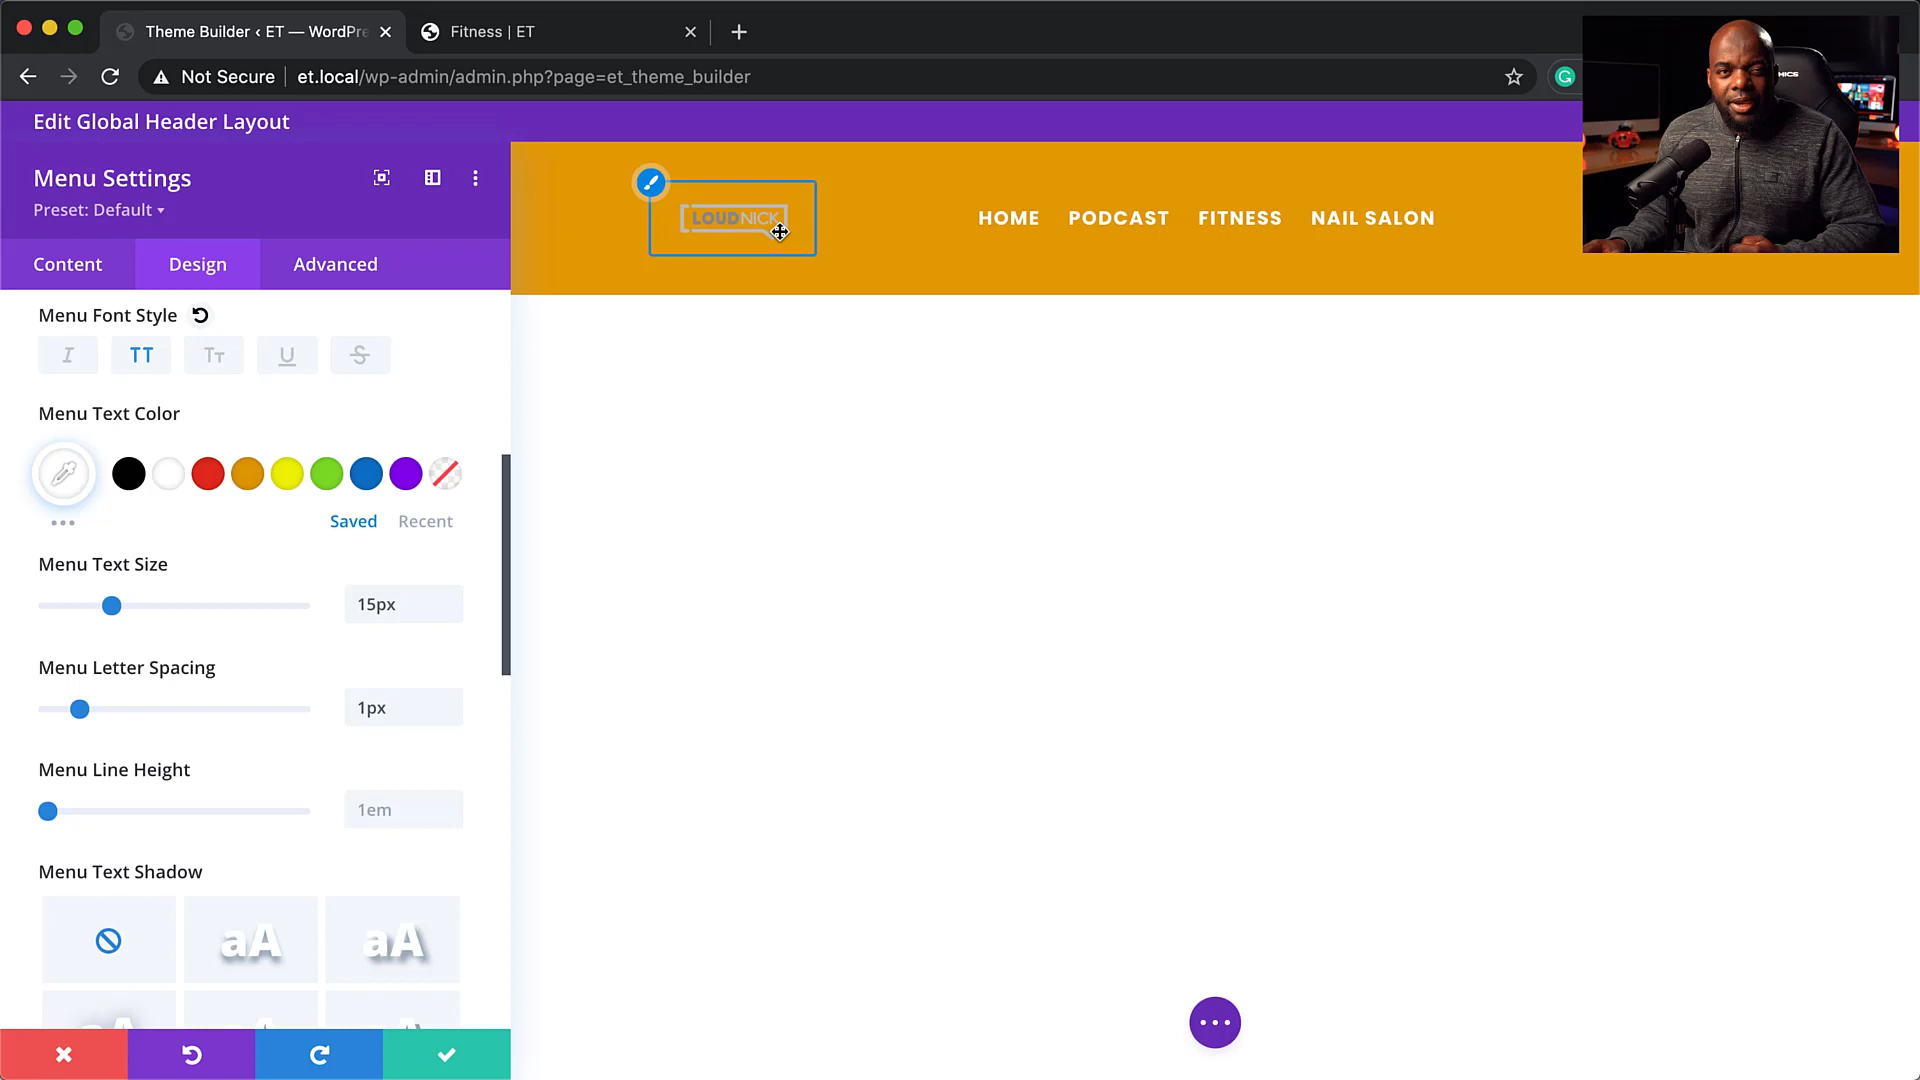 Theme Builder ‹ ET — WordPre
Fitness | ET
Not Secure
et.local/wp-admin/admin.php?page=et_theme_builder
G
Edit Global Header Layout
Menu Settings
Preset: Default
Content
Design
Advanced
LOUDNICK
HOME
PODCAST
FITNESS
NAIL SALON
Menu Font Style
I
TT
TT
U
S
Menu Text Color
Saved
Recent
Menu Text Size
15px
Menu Letter Spacing
1px
Menu Line Height
1em
Menu Text Shadow
aA
aA